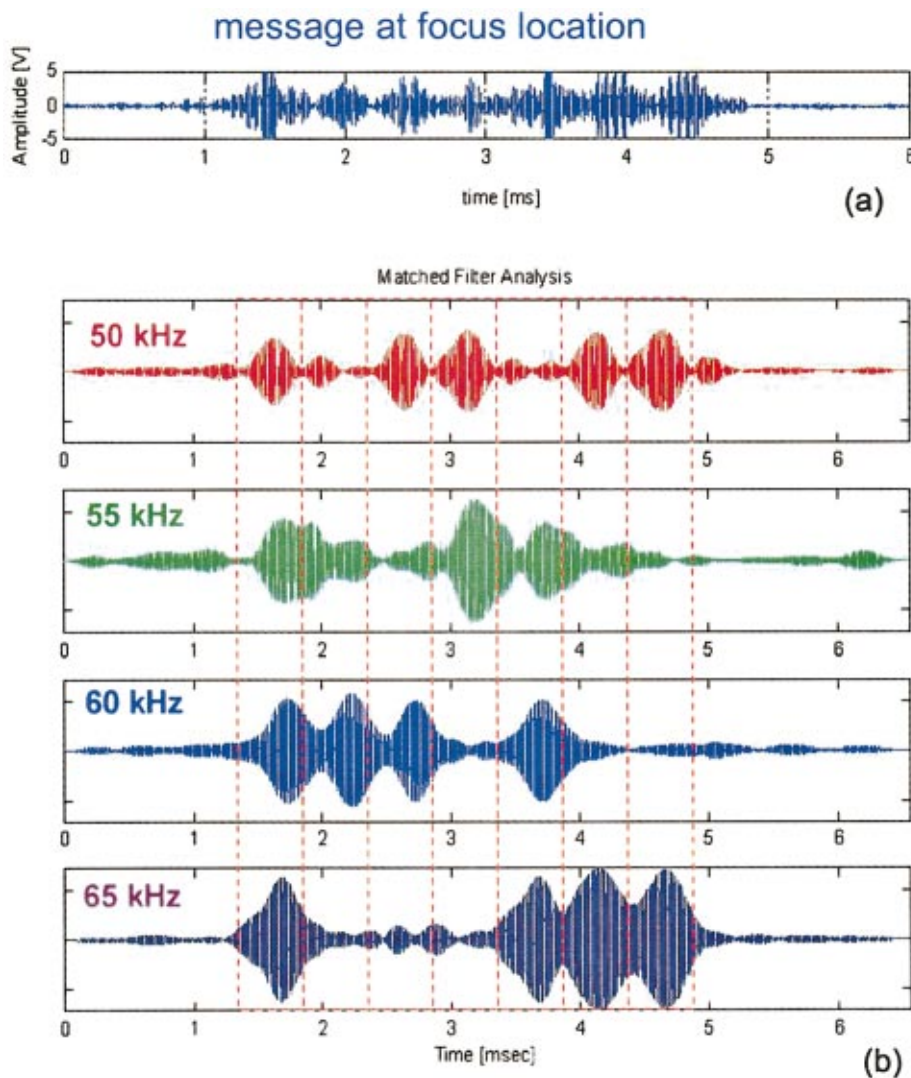 message at focus location
Amplitude [V]
5
0
-5
0 1 2 3 4 5 6
time [ms]
(a)
Matched Filter Analysis
50 kHz
0 1 2 3 4 5 6
55 kHz
0 1 2 3 4 5 6
60 kHz
0 1 2 3 4 5 6
65 kHz
0 1 2 3 4 5 6
Time [msec]
(b)